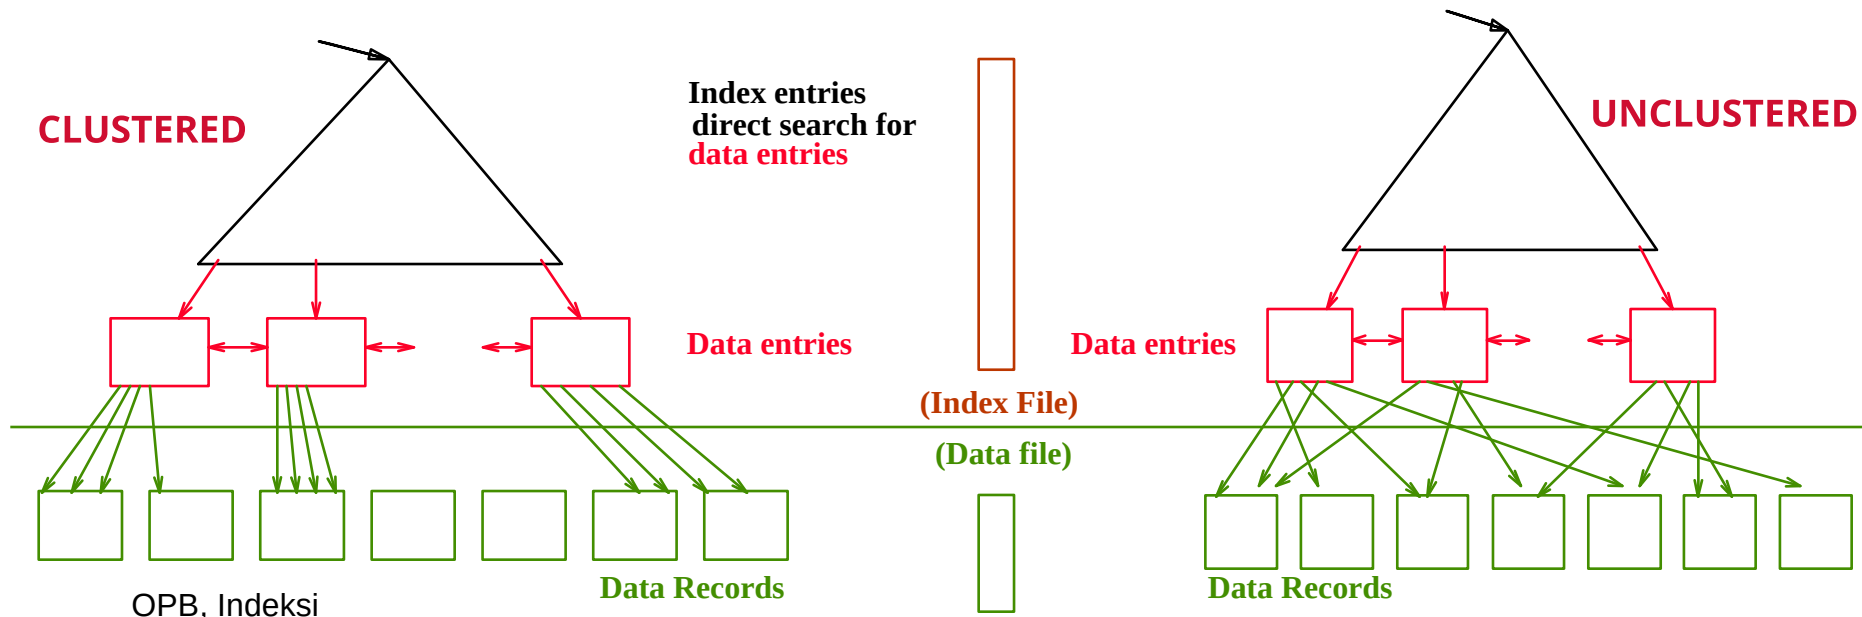 CLUSTERED
Index entries
direct search for
data entries
UNCLUSTERED
Data entries
Data entries
(Index File)
(Data file)
Data Records
Data Records
OPB, Indeksi